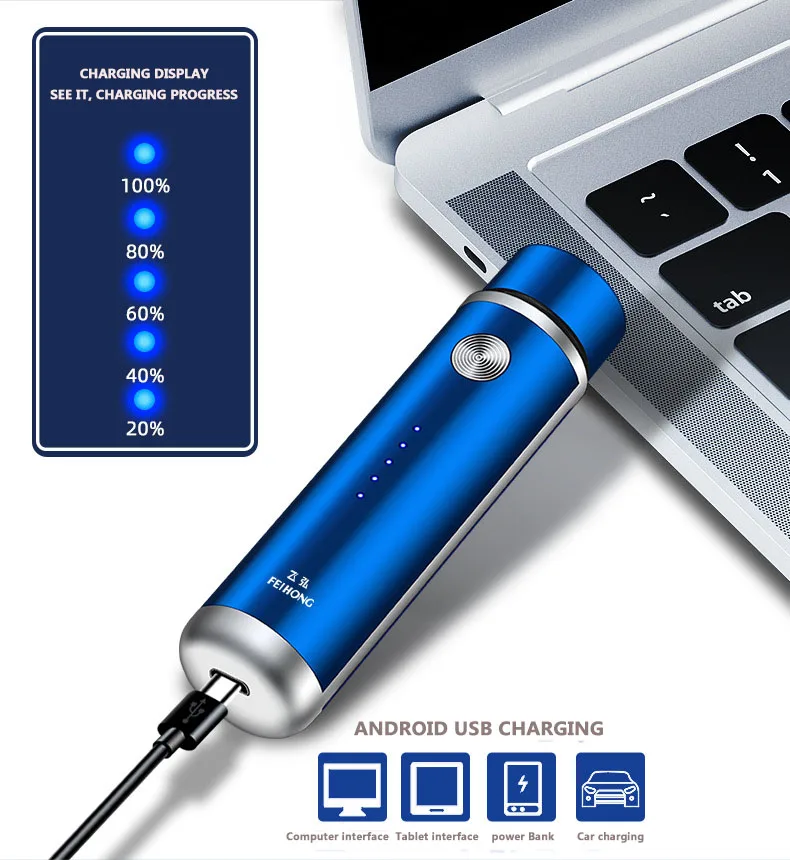 CHARGING DISPLAY
SEE IT, CHARGING PROGRESS
100%
80%
60%
40%
20%
~
`
!
1
tab
飞弘
FEIHONG
ANDROID USB CHARGING
Computer interface
Tablet interface
power Bank
Car charging